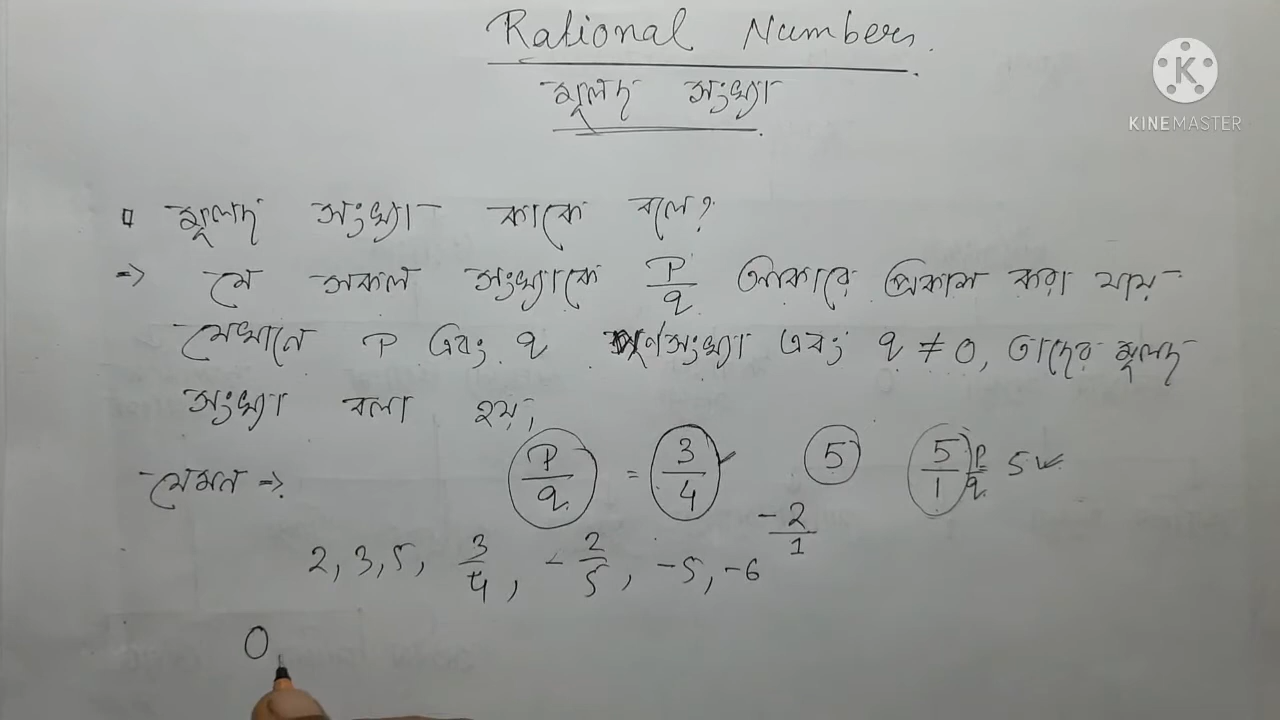 Rational Numbers.
মূলদ সংখ্যা
KINEMASTER
মূলদ সংখ্যা কাকে বলে?
=> যে সকল সংখ্যাকে P/q আকারে প্রকাশ করা যায়
যেখানে P এবং q পূর্ণসংখ্যা এবং q ≠ 0, তাদের মূলদ
সংখ্যা বলা হয়,
যেমন => P/q = 3/4 ✓ 5 5/1 P/q 5 ✓
-2/1
2, 3, 5, 3/4, -2/5, -5, -6
0